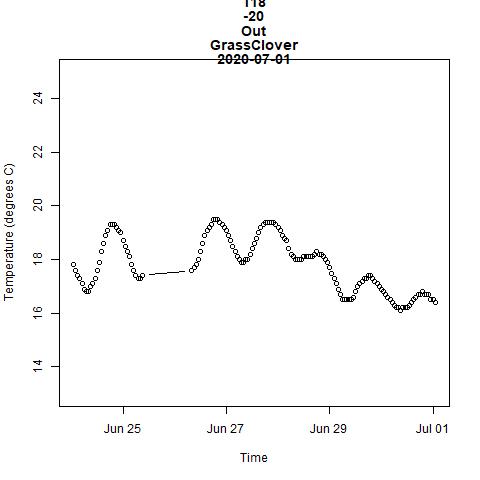 T18
-20
Out
GrassClover
2020-07-01
Temperature (degrees C)
24
22
20
18
16
14
Jun 25
Jun 27
Jun 29
Jul 01
Time